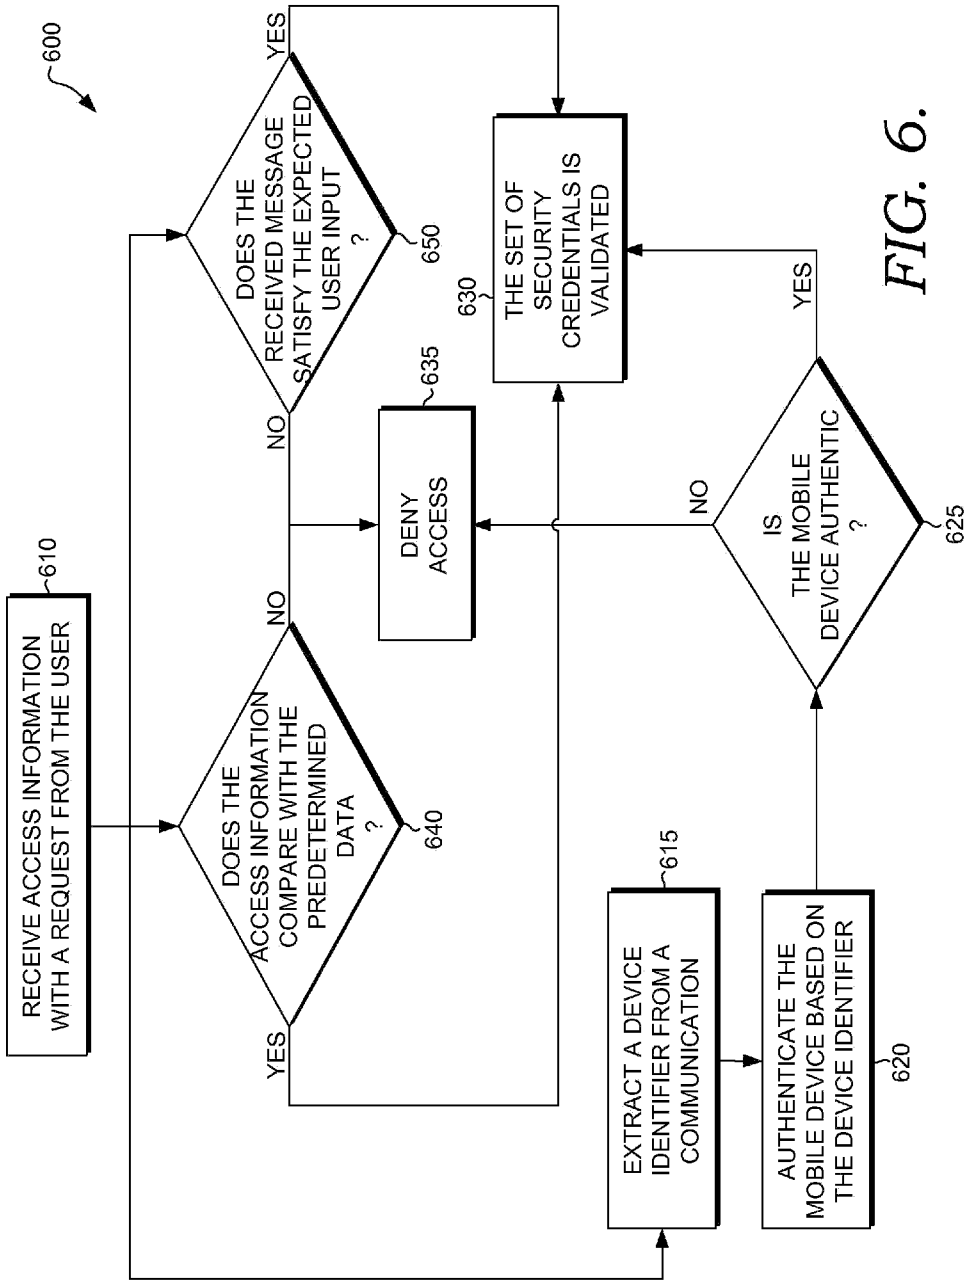 600
RECEIVE ACCESS INFORMATION
WITH A REQUEST FROM THE USER
610
DOES THE
ACCESS INFORMATION
COMPARE WITH THE
PREDETERMINED
DATA
?
640
YES
NO
DOES THE
RECEIVED MESSAGE
SATISFY THE EXPECTED
USER INPUT
?
650
NO
YES
DENY
ACCESS
635
630
THE SET OF
SECURITY
CREDENTIALS IS
VALIDATED
EXTRACT A DEVICE
IDENTIFIER FROM A
COMMUNICATION
615
AUTHENTICATE THE
MOBILE DEVICE BASED ON
THE DEVICE IDENTIFIER
620
IS
THE MOBILE
DEVICE AUTHENTIC
?
625
NO
YES
FIG. 6.